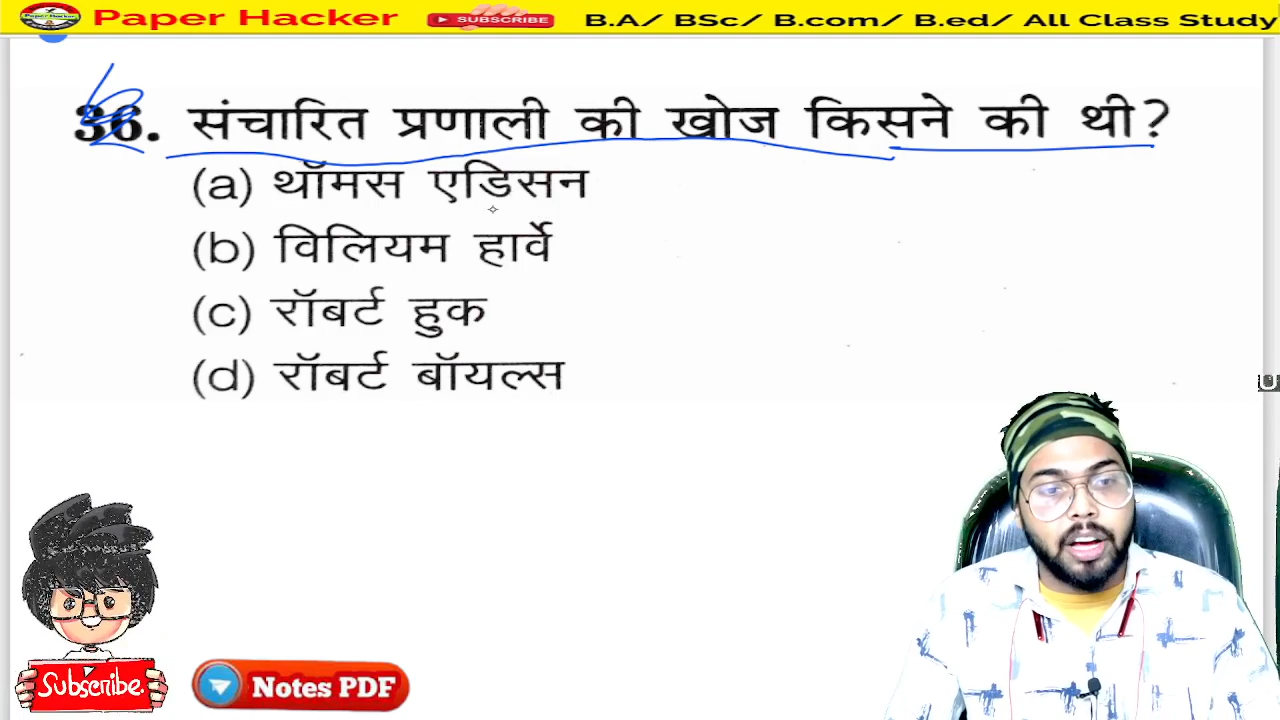 Paper Hacker SUBSCRIBE B.A/ BSc/ B.com/ B.ed/ All Class Study
36. संचारित प्रणाली की खोज किसने की थी?
(a) थॉमस एडिसन
(b) विलियम हार्वे
(c) रॉबर्ट हुक
(d) रॉबर्ट बॉयल्स
Subscribe.
Notes PDF